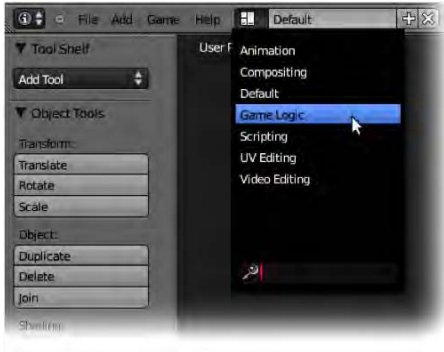 File Add Game Help Default
Tool Shelf
User
Add Tool
Object Tools
Transform:
Translate
Rotate
Scale
Object:
Duplicate
Delete
Join
Shading:
Animation
Compositing
Default
Game Logic
Scripting
UV Editing
Video Editing